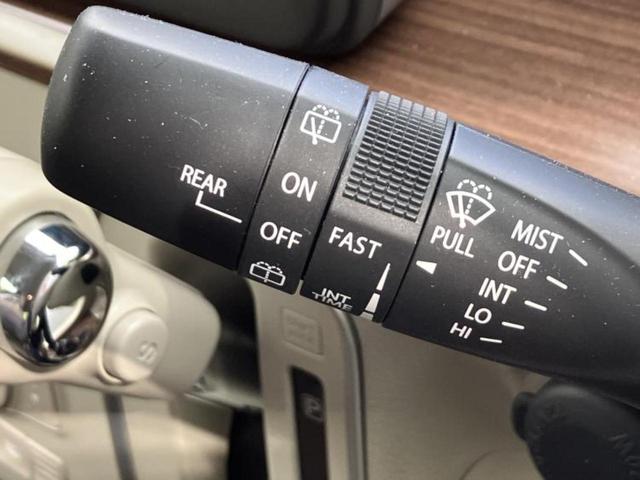 REAR
ON
OFF
FAST
INT
TIME
PULL
MIST
OFF
INT
LO
HI
S
P